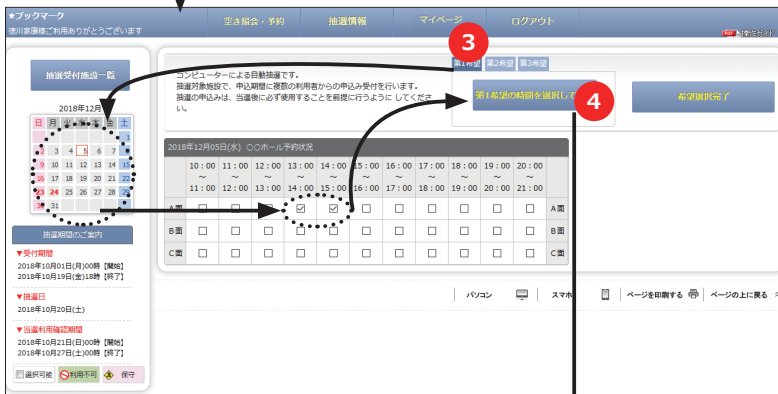 ★ブックマーク
徳川家康様ご利用ありがとうございます
空き照会・予約 抽選情報 マイページ ログアウト
PDF 操作ガイド
3
抽選受付施設一覧
コンピューターによる自動抽選です。
抽選対象施設で、申込期間に複数の利用者からの申込み受付を行います。
抽選の申込みは、当選後に必ず使用することを前提に行うように してくださ
い。
第1希望 第2希望 第3希望
第1希望の時間を選択して
4
希望選択完了
2018年12月
日 月 火 水 木 金 土
1
2 3 4 5 6 7 8
9 10 11 12 13 14 15
16 17 18 19 20 21 22
23 24 25 26 27 28 29
30 31
2018年12月05日(水) ○○ホール予約状況
10:00 11:00 12:00 13:00 14:00 15:00 16:00 17:00 18:00 19:00 20:00
～ ～ ～ ～ ～ ～ ～ ～ ～ ～ ～
11:00 12:00 13:00 14:00 15:00 16:00 17:00 18:00 19:00 20:00 21:00
A面 ☐ ☐ ☐ ☑ ☑ ☐ ☐ ☐ ☐ ☐ ☐ A面
B面 ☐ ☐ ☐ ☐ ☐ ☐ ☐ ☐ ☐ ☐ ☐ B面
C面 ☐ ☐ ☐ ☐ ☐ ☐ ☐ ☐ ☐ ☐ ☐ C面
抽選期間のご案内
▼受付期間
2018年10月01日(月)00時【開始】
2018年10月19日(金)18時【終了】
▼抽選日
2018年10月20日(土)
▼当選利用確認期間
2018年10月21日(日)00時【開始】
2018年10月27日(土)00時【終了】
選択可能 利用不可 保守
パソコン スマホ ページを印刷する ページの上に戻る